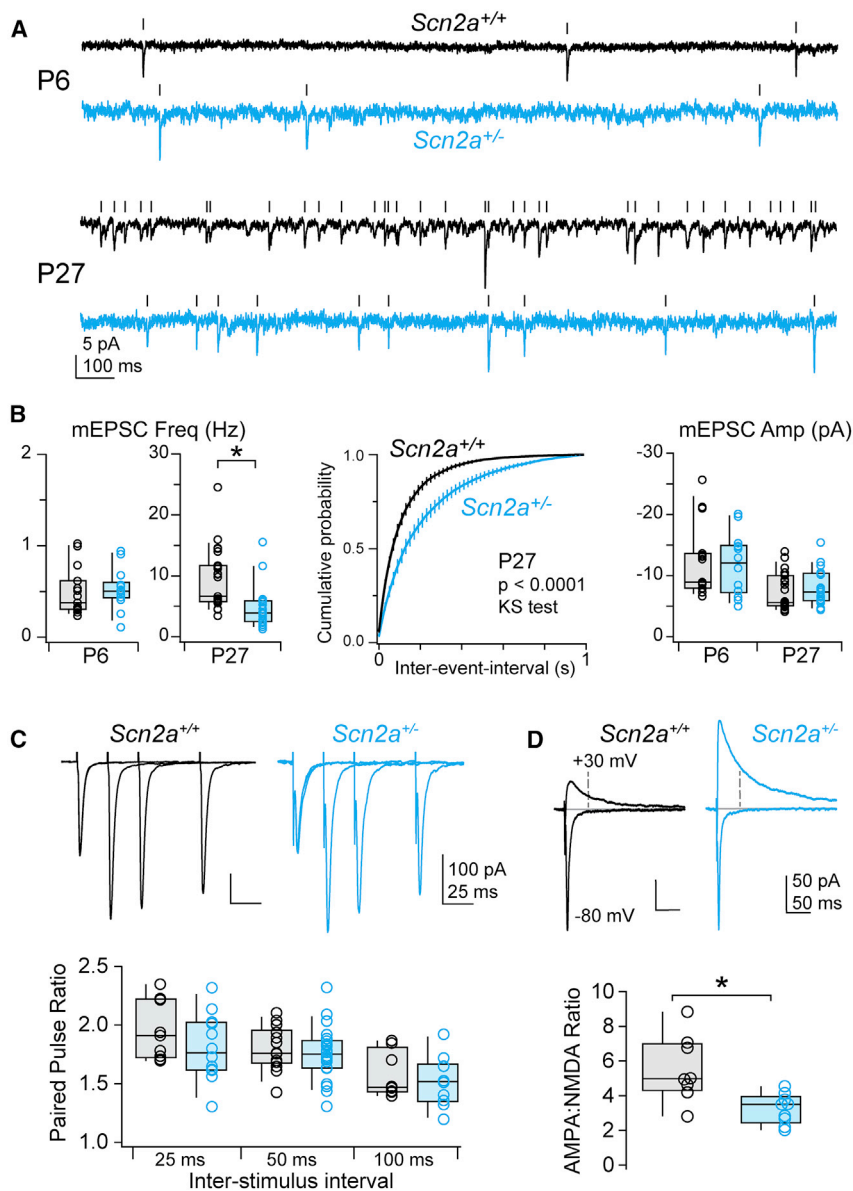 A
Scn2a+/+
P6
Scn2a+/-
P27
5 pA
100 ms
B
mEPSC Freq (Hz)
2
1
0
P6
30
20
10
0
P27
*
Cumulative probability
1.0
0.5
0.0
Scn2a+/+
Scn2a+/-
P27
p < 0.0001
KS test
0
1
Inter-event-interval (s)
mEPSC Amp (pA)
-30
-20
-10
0
P6
P27
C
Scn2a+/+
Scn2a+/-
100 pA
25 ms
Paired Pulse Ratio
2.5
2.0
1.5
1.0
25 ms
50 ms
100 ms
Inter-stimulus interval
D
Scn2a+/+
Scn2a+/-
+30 mV
-80 mV
50 pA
50 ms
AMPA:NMDA Ratio
10
8
6
4
2
0
*